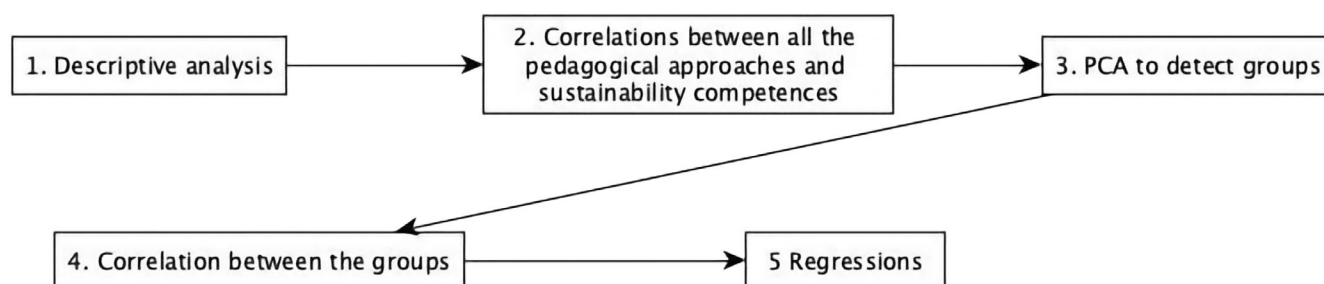 1. Descriptive analysis
2. Correlations between all the
pedagogical approaches and
sustainability competences
3. PCA to detect groups
4. Correlation between the groups
5 Regressions